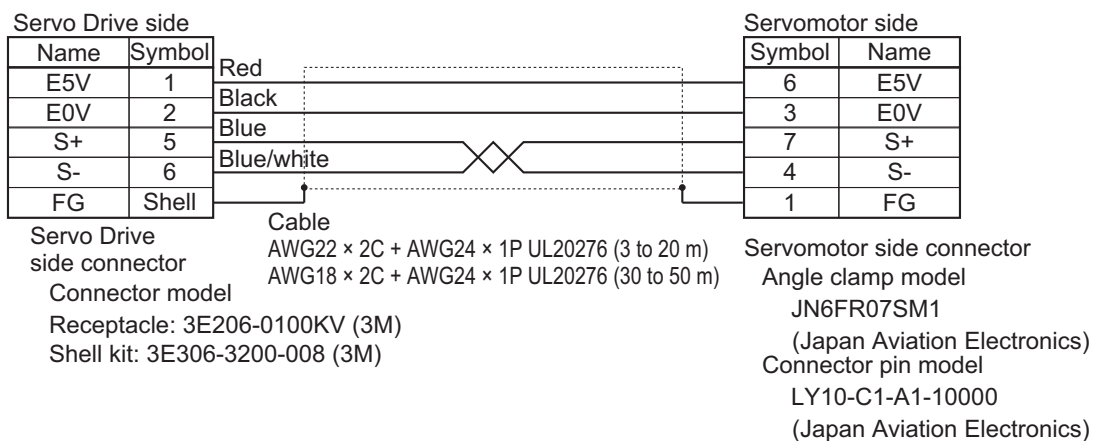 Servo Drive side
Servomotor side
Name Symbol
Symbol Name
E5V 1 Red 6 E5V
E0V 2 Black 3 E0V
S+ 5 Blue 7 S+
S- 6 Blue/white 4 S-
FG Shell 1 FG
Cable
AWG22 × 2C + AWG24 × 1P UL20276 (3 to 20 m)
AWG18 × 2C + AWG24 × 1P UL20276 (30 to 50 m)
Servo Drive
side connector
Connector model
Receptacle: 3E206-0100KV (3M)
Shell kit: 3E306-3200-008 (3M)
Servomotor side connector
Angle clamp model
JN6FR07SM1
(Japan Aviation Electronics)
Connector pin model
LY10-C1-A1-10000
(Japan Aviation Electronics)